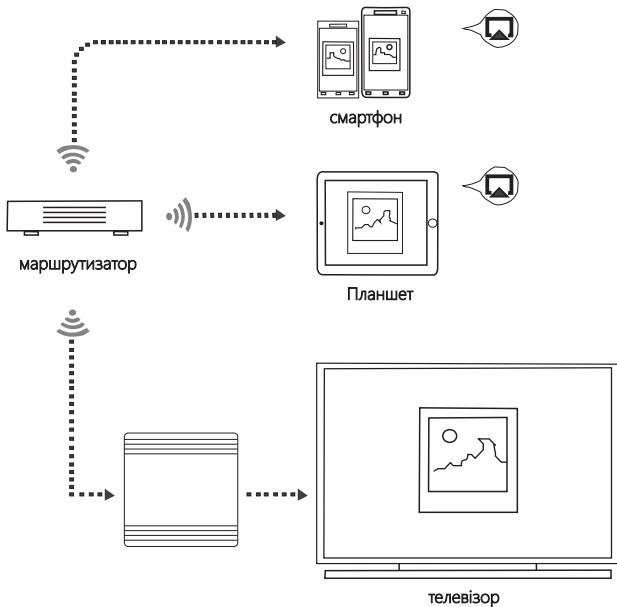 смартфон
маршрутизатор
Планшет
телевізор